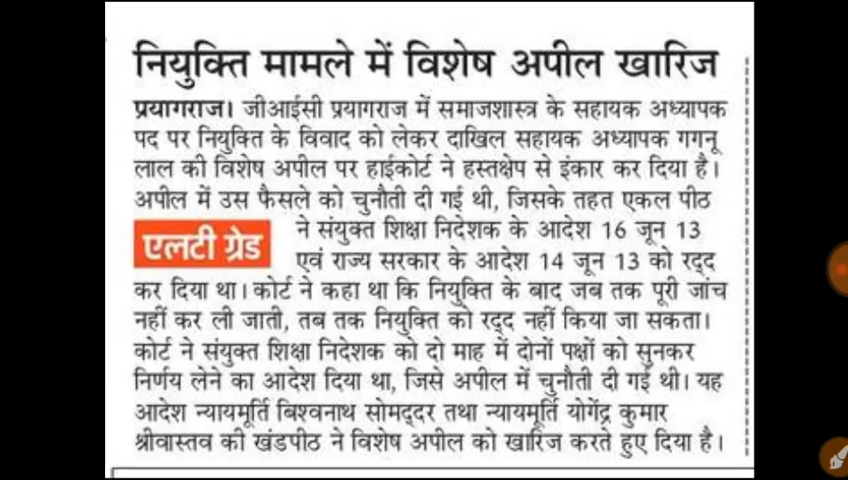 नियुक्ति मामले में विशेष अपील खारिज
प्रयागराज। जीआईसी प्रयागराज में समाजशास्त्र के सहायक अध्यापक
पद पर नियुक्ति के विवाद को लेकर दाखिल सहायक अध्यापक गगनू
लाल की विशेष अपील पर हाईकोर्ट ने हस्तक्षेप से इंकार कर दिया है।
अपील में उस फैसले को चुनौती दी गई थी, जिसके तहत एकल पीठ
एलटी ग्रेड
ने संयुक्त शिक्षा निदेशक के आदेश 16 जून 13
एवं राज्य सरकार के आदेश 14 जून 13 को रद्द
कर दिया था। कोर्ट ने कहा था कि नियुक्ति के बाद जब तक पूरी जांच
नहीं कर ली जाती, तब तक नियुक्ति को रद्द नहीं किया जा सकता।
कोर्ट ने संयुक्त शिक्षा निदेशक को दो माह में दोनों पक्षों को सुनकर
निर्णय लेने का आदेश दिया था, जिसे अपील में चुनौती दी गई थी। यह
आदेश न्यायमूर्ति बिश्वनाथ सोमद्दर तथा न्यायमूर्ति योगेंद्र कुमार
श्रीवास्तव की खंडपीठ ने विशेष अपील को खारिज करते हुए दिया है।